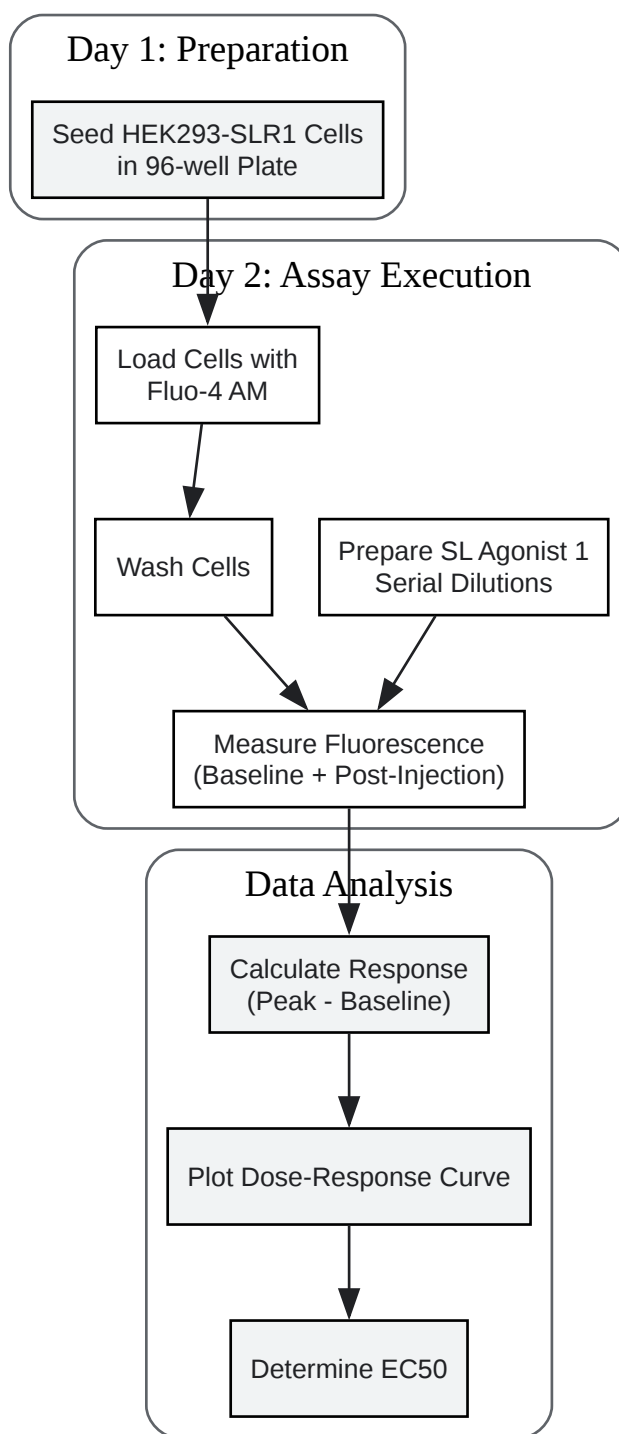 Day 1: Preparation
Seed HEK293-SLR1 Cells
in 96-well Plate
Day 2: Assay Execution
Load Cells with
Fluo-4 AM
Wash Cells
Prepare SL Agonist 1
Serial Dilutions
Measure Fluorescence
(Baseline + Post-Injection)
Data Analysis
Calculate Response
(Peak - Baseline)
Plot Dose-Response Curve
Determine EC50